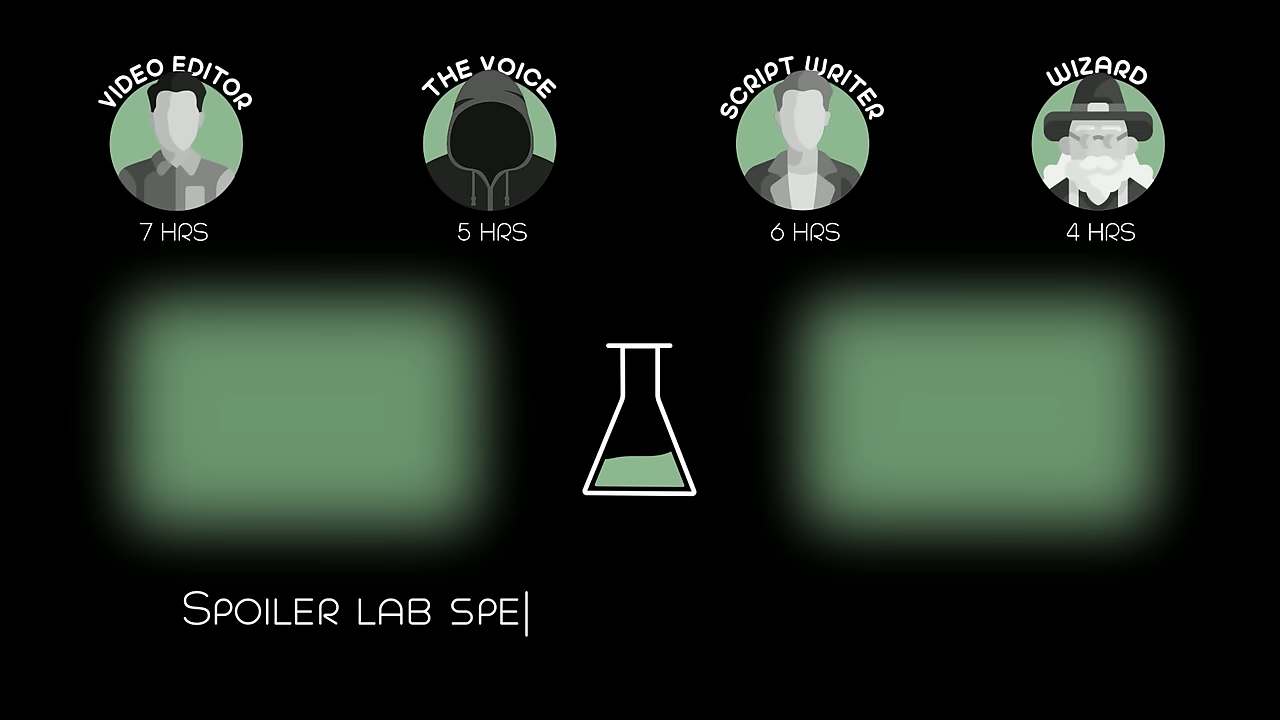 VIDEO EDITOR
THE VOICE
SCRIPT WRITER
WIZARD
7 HRS
5 HRS
6 HRS
4 HRS
SPOILER LAB SPE